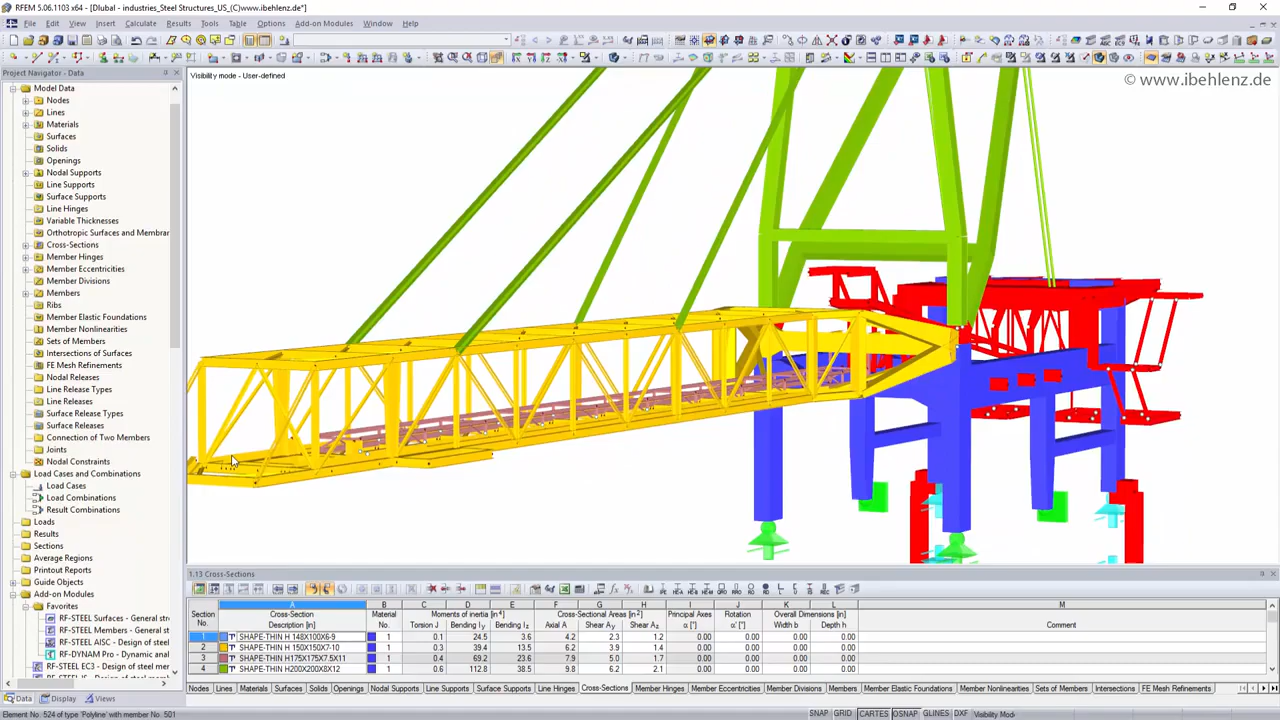 RFEM 5.06.1103 x64 - [Dlubal - industries_Steel Structures_US_(C)www.ibehlenz.de*]
File Edit View Insert Calculate Results Tools Table Options Add-on Modules Window Help
Project Navigator - Data
Model Data
Nodes
Lines
Materials
Surfaces
Solids
Openings
Nodal Supports
Line Supports
Surface Supports
Line Hinges
Variable Thicknesses
Orthotropic Surfaces and Membran
Cross-Sections
Member Hinges
Member Eccentricities
Member Divisions
Members
Ribs
Member Elastic Foundations
Member Nonlinearities
Sets of Members
Intersections of Surfaces
FE Mesh Refinements
Nodal Releases
Line Release Types
Line Releases
Surface Release Types
Surface Releases
Connection of Two Members
Joints
Nodal Constraints
Load Cases and Combinations
Load Cases
Load Combinations
Result Combinations
Loads
Results
Sections
Average Regions
Printout Reports
Guide Objects
Add-on Modules
Favorites
RF-STEEL Surfaces - General stre
RF-STEEL Members - General str
RF-STEEL AISC - Design of steel
RF-DYNAM Pro - Dynamic analy
RF-STEEL EC3 - Design of steel mem
Data Display Views
Visibility mode - User-defined
© www.ibehlenz.de
1.13 Cross-Sections
A B C D E F G H I J K L M
Section Cross-Section Material Moments of inertia [in⁴] Cross-Sectional Areas [in²] Principal Axes Rotation Overall Dimensions [in]
No. Description [in] No. Torsion J Bending Iy Bending Iz Axial A Shear Ay Shear Az α [°] α' [°] Width b Depth h Comment
1 SHAPE-THIN H 148X100X6-9 1 0.1 24.5 3.6 4.2 2.3 1.2 0.00 0.00 0.00 0.00
2 SHAPE-THIN H 150X150X7-10 1 0.3 39.4 13.5 6.2 3.9 1.4 0.00 0.00 0.00 0.00
3 SHAPE-THIN H175X175X7.5X11 1 0.4 69.2 23.6 7.9 5.0 1.7 0.00 0.00 0.00 0.00
4 SHAPE-THIN H200X200X8X12 1 0.6 112.8 38.5 9.8 6.2 2.1 0.00 0.00 0.00 0.00
Nodes Lines Materials Surfaces Solids Openings Nodal Supports Line Supports Surface Supports Line Hinges Cross-Sections Member Hinges Member Eccentricities Member Divisions Members Member Elastic Foundations Member Nonlinearities Sets of Members Intersections FE Mesh Refinements
Element No. 524 of type 'Polyline' with member No. 501
SNAP GRID CARTES OSNAP GLINES DXF Visibility Mod